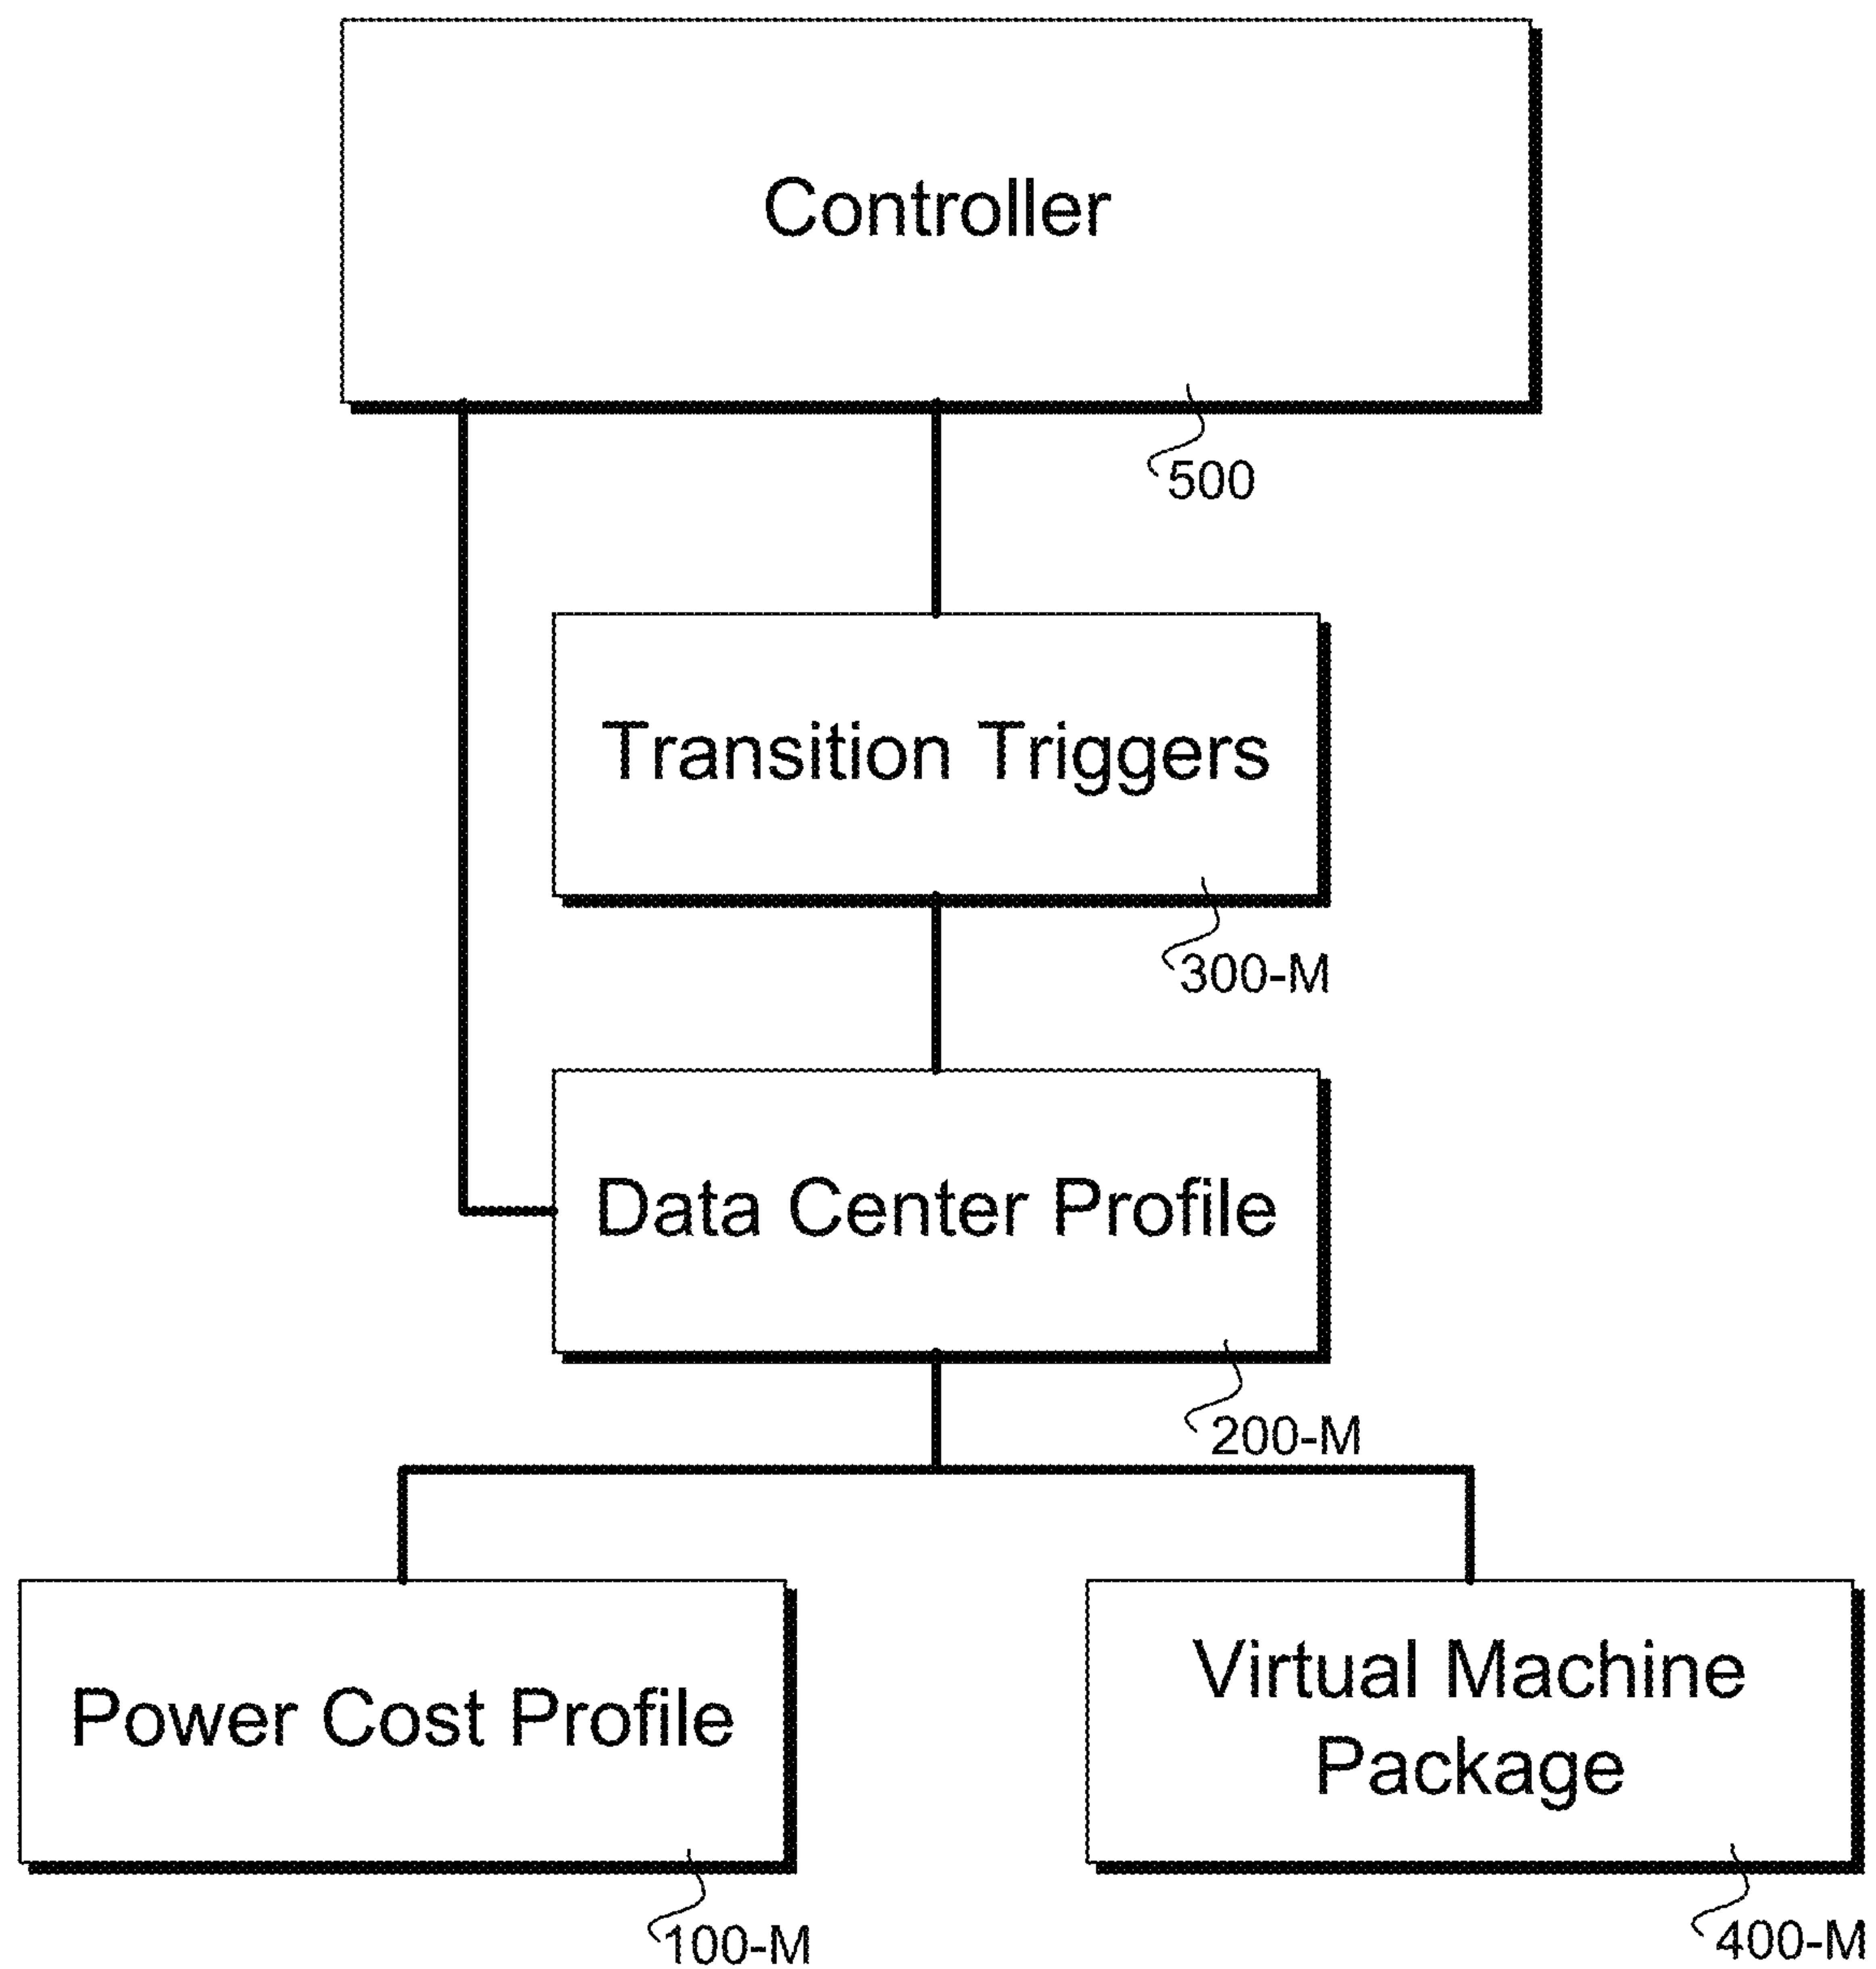 Controller
500
Transition Triggers
300-M
Data Center Profile
200-M
Power Cost Profile
100-M
Virtual Machine
Package
400-M